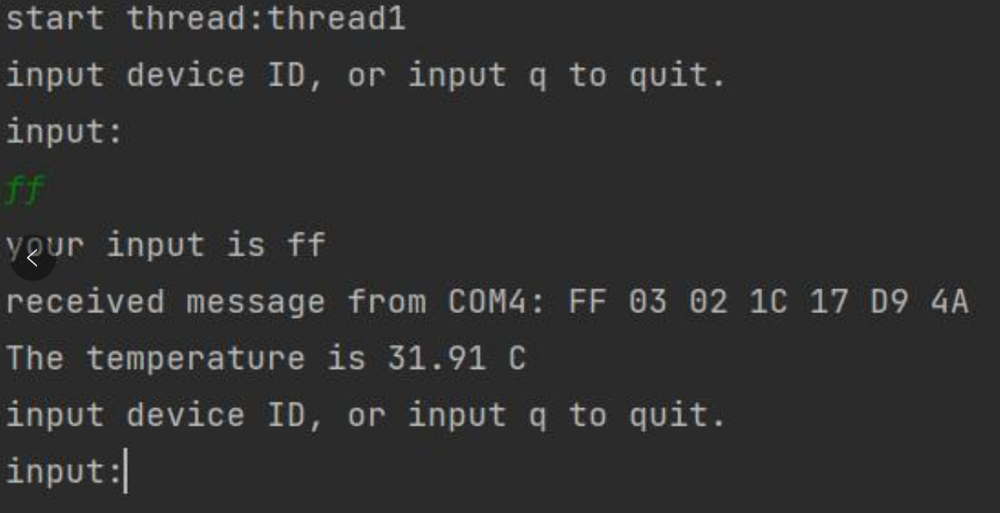 start thread:thread1
input device ID, or input q to quit.
input:
ff
your input is ff
received message from COM4: FF 03 02 1C 17 D9 4A
The temperature is 31.91 C
input device ID, or input q to quit.
input: